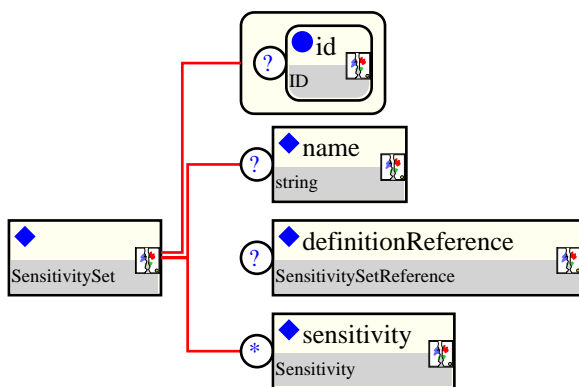 ?
id
ID
?
name
string
SensitivitySet
?
definitionReference
SensitivitySetReference
*
sensitivity
Sensitivity